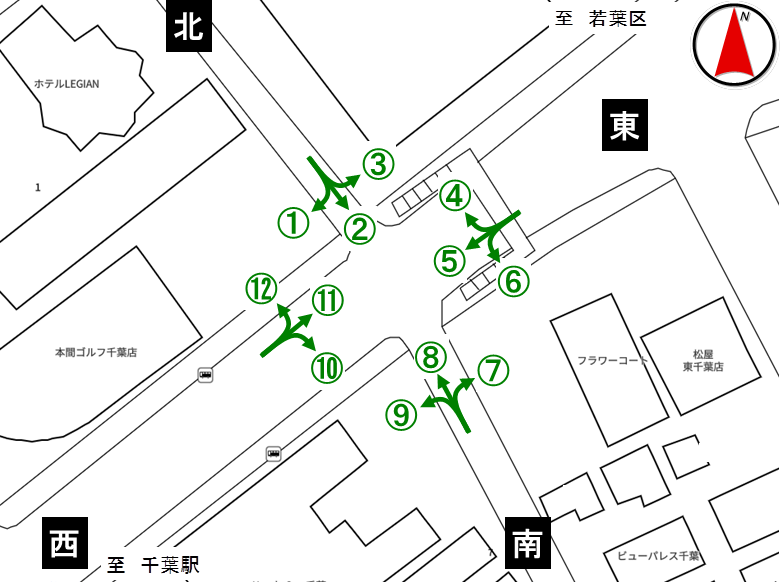 北
至 若葉区
N
ホテルLEGIAN
東
1
③
④
①
②
⑤
⑥
⑫
⑪
本間ゴルフ千葉店
⑩
⑧
⑦
⑨
フラワーコート
松屋
東千葉店
西
南
至 千葉駅
ビューパレス千葉